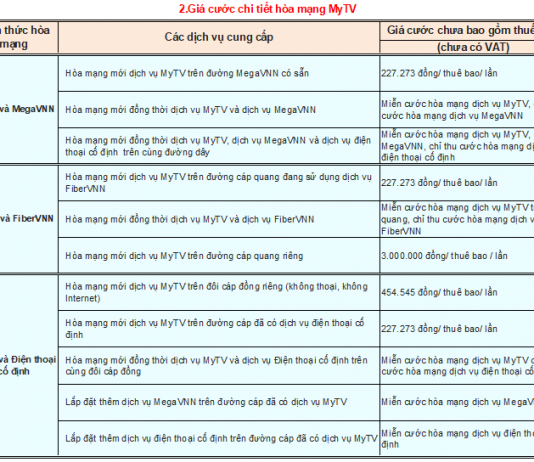 2.Giá cước chi tiết hòa mạng MyTV
thức hòa
mạng
Các dịch vụ cung cấp
Giá cước chưa bao gồm thuế
(chưa có VAT)
và MegaVNN
Hòa mạng mới dịch vụ MyTV trên đường MegaVNN có sẵn
227.273 đồng/ thuê bao/ lần
Hòa mạng mới đồng thời dịch vụ MyTV và dịch vụ MegaVNN
Miễn cước hòa mạng dịch vụ MyTV,
cước hòa mạng dịch vụ MegaVNN
Hòa mạng mới đồng thời dịch vụ MyTV, dịch vụ MegaVNN và dịch vụ điện
thoại cố định trên cùng đường dây
Miễn cước hòa mạng dịch vụ MyTV,
MegaVNN, chỉ thu cước hòa mạng
điện thoại cố định
và FiberVNN
Hòa mạng mới dịch vụ MyTV trên đường cáp quang đang sử dụng dịch vụ
FiberVNN
227.273 đồng/ thuê bao/ lần
Hòa mạng mới đồng thời dịch vụ MyTV và dịch vụ FiberVNN
Miễn cước hòa mạng dịch vụ MyTV
quang, chỉ thu cước hòa mạng dịch
FiberVNN
Hòa mạng mới dịch vụ MyTV trên đường cáp quang riêng
3.000.000 đồng/ thuê bao / lần
và Điện thoại
cố định
Hòa mạng mới dịch vụ MyTV trên đôi cáp đồng riêng (không thoại, không
Internet)
454.545 đồng/ thuê bao/ lần
Hòa mạng mới dịch vụ MyTV trên đường cáp đã có dịch vụ điện thoại cố
định
227.273 đồng/ thuê bao/ lần
Hòa mạng mới đồng thời dịch vụ MyTV và dịch vụ Điện thoại cố định trên
cùng đôi cáp đồng
Miễn cước hòa mạng dịch vụ MyTV
cước hòa mạng dịch vụ điện thoại
Lắp đặt thêm dịch vụ MegaVNN trên đường cáp đã có dịch vụ MyTV
Miễn cước hòa mạng dịch vụ
Lắp đặt thêm dịch vụ điện thoại cố định trên đường cáp đã có dịch vụ MyTV
Miễn cước hòa mạng dịch vụ điện
định